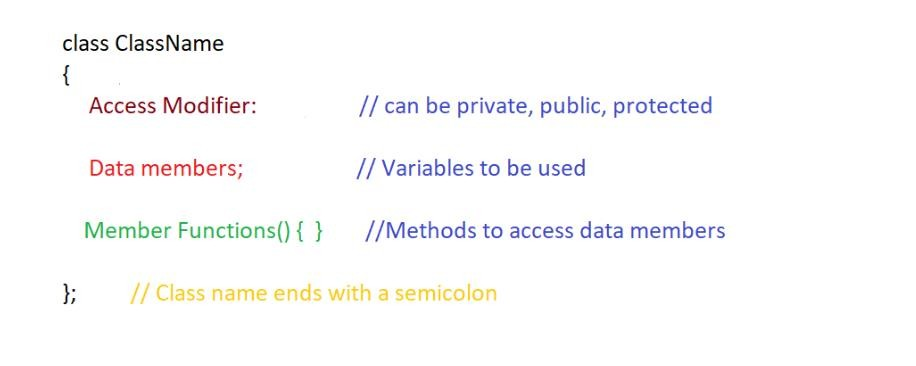 class ClassName
{
Access Modifier: // can be private, public, protected
Data members; // Variables to be used
Member Functions() { } //Methods to access data members
}; // Class name ends with a semicolon